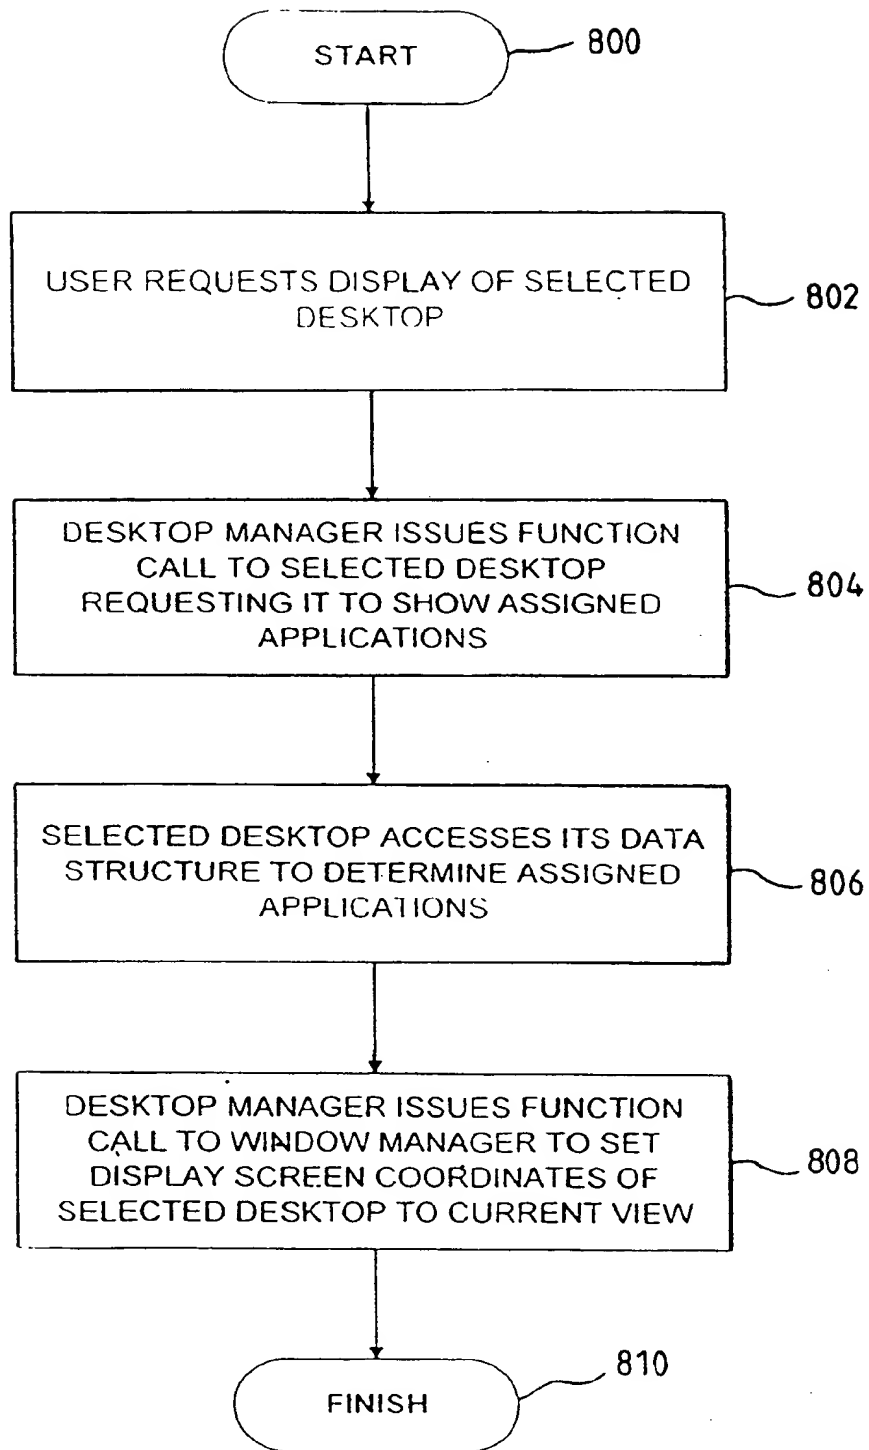 START
800
USER REQUESTS DISPLAY OF SELECTED
DESKTOP
802
DESKTOP MANAGER ISSUES FUNCTION
CALL TO SELECTED DESKTOP
REQUESTING IT TO SHOW ASSIGNED
APPLICATIONS
804
SELECTED DESKTOP ACCESSES ITS DATA
STRUCTURE TO DETERMINE ASSIGNED
APPLICATIONS
806
DESKTOP MANAGER ISSUES FUNCTION
CALL TO WINDOW MANAGER TO SET
DISPLAY SCREEN COORDINATES OF
SELECTED DESKTOP TO CURRENT VIEW
808
FINISH
810